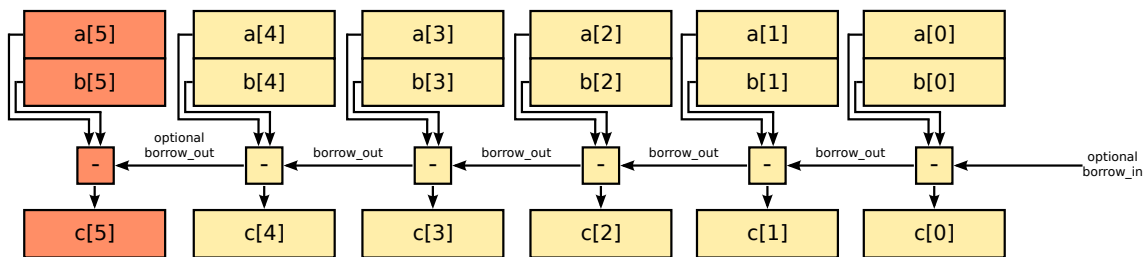 a[5] a[4] a[3] a[2] a[1] a[0]
b[5] b[4] b[3] b[2] b[1] b[0]
optional
borrow_out borrow_out borrow_out borrow_out borrow_out
- - - - - -
optional
borrow_in
c[5] c[4] c[3] c[2] c[1] c[0]